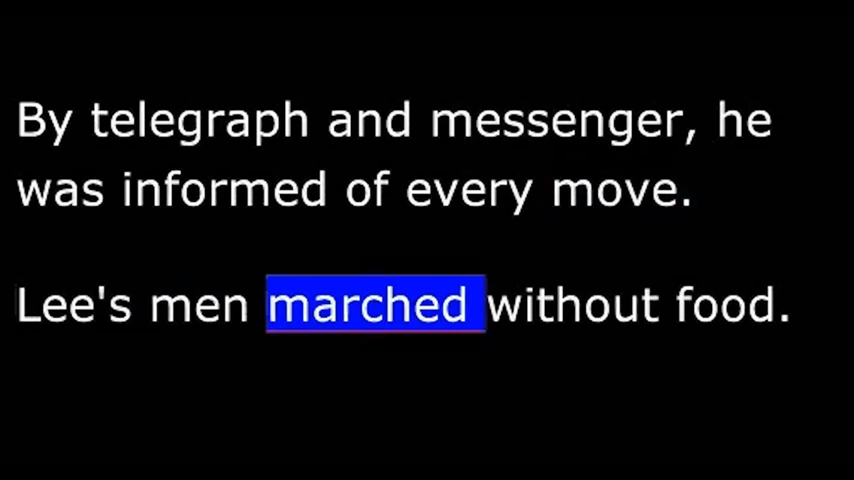 By telegraph and messenger, he
was informed of every move.
Lee's men marched without food.